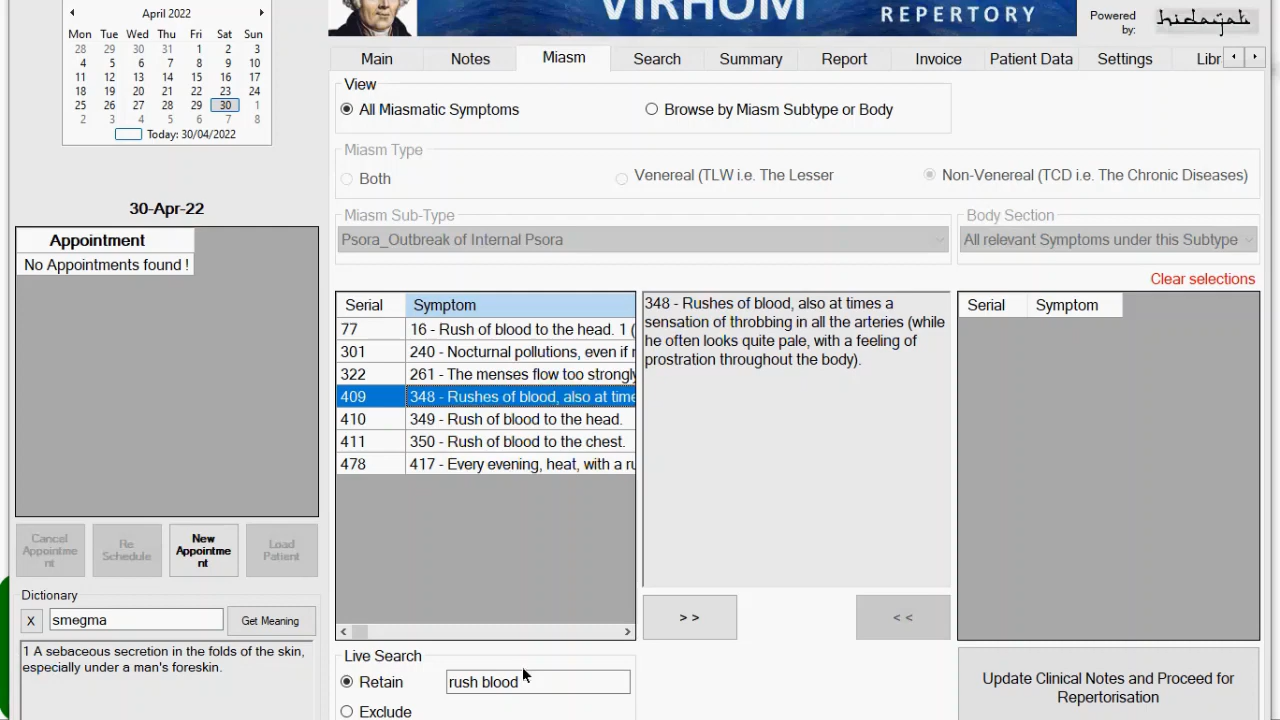 April 2022
Mon Tue Wed Thu Fri Sat Sun
28 29 30 31 1 2 3
4 5 6 7 8 9 10
11 12 13 14 15 16 17
18 19 20 21 22 23 24
25 26 27 28 29 30 1
2 3 4 5 6 7 8
Today: 30/04/2022
30-Apr-22
Appointment
No Appointments found !
Cancel
Appointme
nt
Re
Schedule
New
Appointme
nt
Load
Patient
Dictionary
X smegma Get Meaning
1 A sebaceous secretion in the folds of the skin,
especially under a man's foreskin.
VIRHOM
REPERTORY
Powered
by:
hidayak
Main Notes Miasm Search Summary Report Invoice Patient Data Settings Libr
View
All Miasmatic Symptoms Browse by Miasm Subtype or Body
Miasm Type
Both Venereal (TLW i.e. The Lesser Non-Venereal (TCD i.e. The Chronic Diseases)
Miasm Sub-Type Body Section
Psora_Outbreak of Internal Psora All relevant Symptoms under this Subtype
Clear selections
Serial Symptom
77 16 - Rush of blood to the head. 1 (
301 240 - Nocturnal pollutions, even if
322 261 - The menses flow too strongly
409 348 - Rushes of blood, also at time
410 349 - Rush of blood to the head.
411 350 - Rush of blood to the chest.
478 417 - Every evening, heat, with a ru
348 - Rushes of blood, also at times a
sensation of throbbing in all the arteries (while
he often looks quite pale, with a feeling of
prostration throughout the body).
Serial Symptom
> >
< <
Live Search
Retain rush blood
Exclude
Update Clinical Notes and Proceed for
Repertorisation